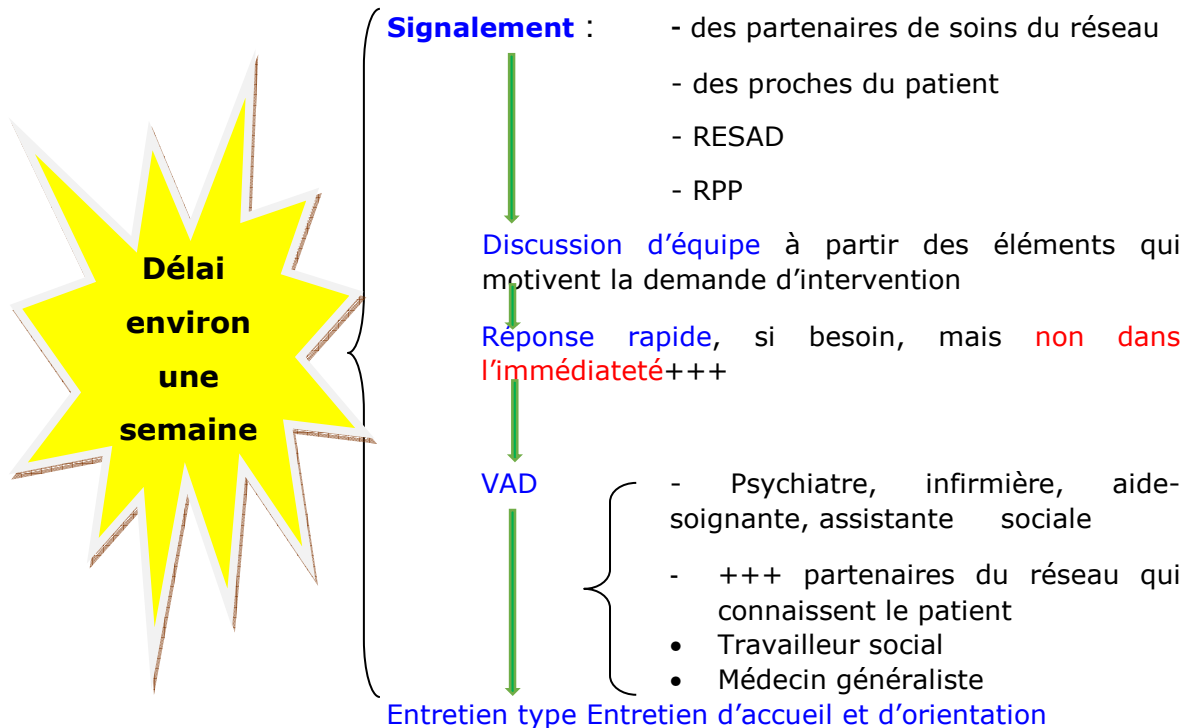 Signalement : - des partenaires de soins du réseau
- des proches du patient
- RESAD
- RPP
Discussion d’équipe à partir des éléments qui
motivent la demande d’intervention
Réponse rapide, si besoin, mais non dans
l’immédiateté+++
Délai
environ
une
semaine
VAD - Psychiatre, infirmière, aide-
soignante, assistante sociale
- +++ partenaires du réseau qui
connaissent le patient
• Travailleur social
• Médecin généraliste
Entretien type Entretien d’accueil et d’orientation